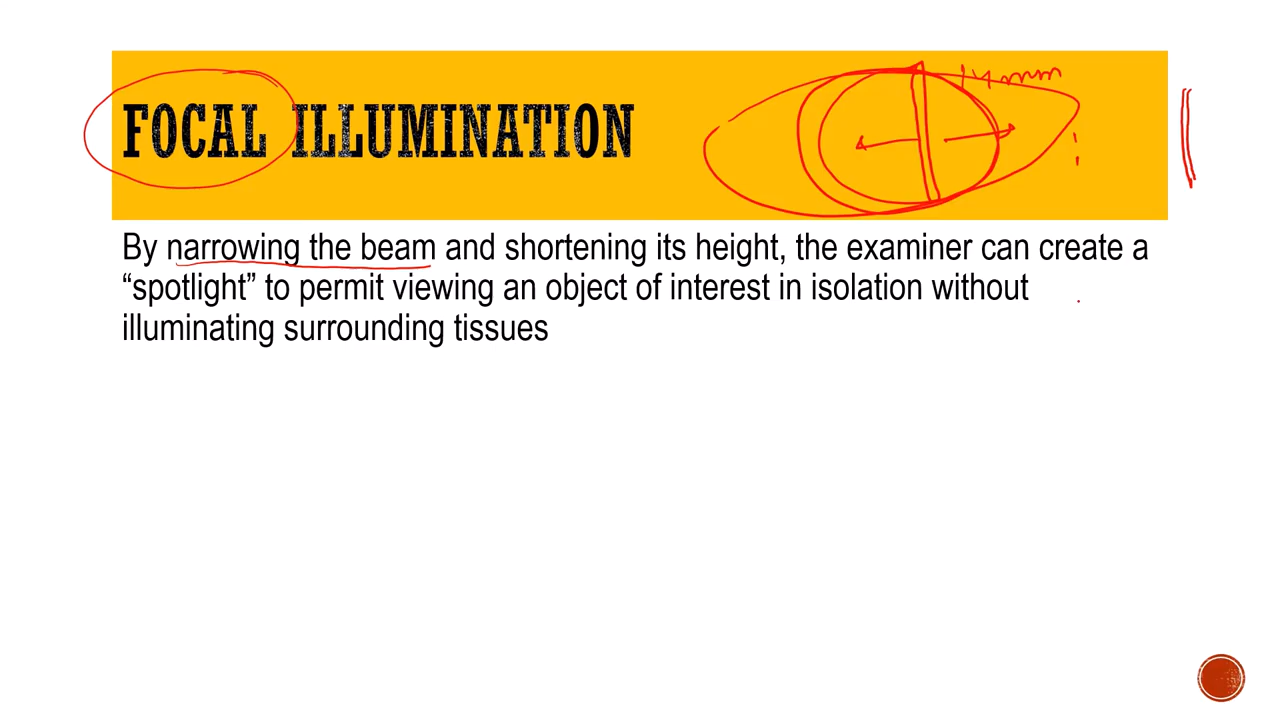 FOCAL ILLUMINATION
14mm
By narrowing the beam and shortening its height, the examiner can create a
“spotlight” to permit viewing an object of interest in isolation without
illuminating surrounding tissues